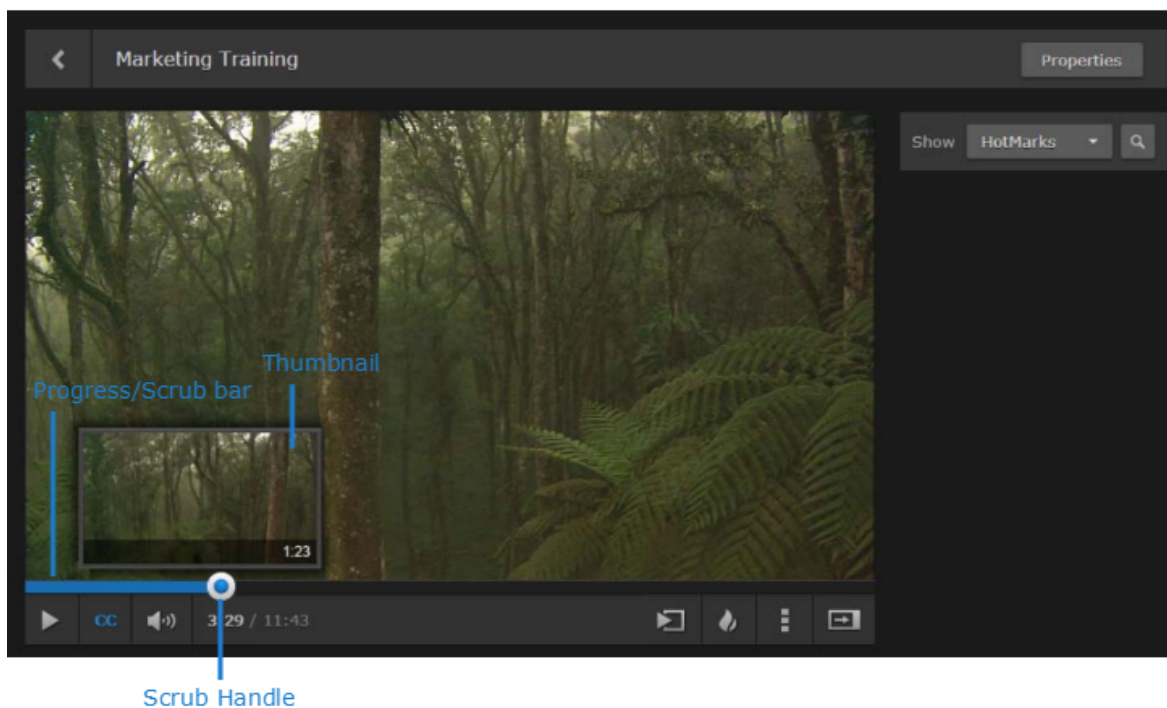 Marketing Training
Properties
Show HotMarks
Thumbnail
Progress/Scrub bar
1:23
CC 3:29 / 11:43
Scrub Handle